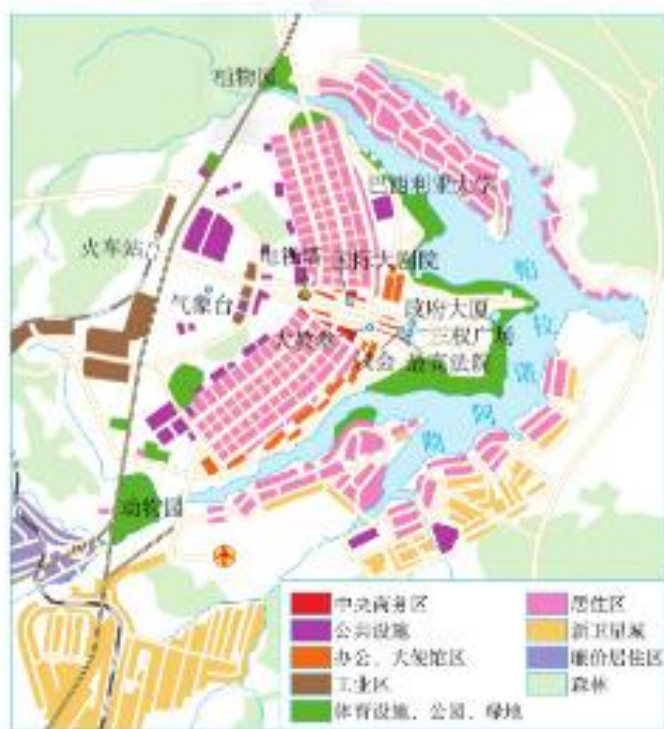 植物园
巴西利亚大学
火车站
电视塔
国际大剧院
气象台
政府大厦
三权广场
大教堂
议会
最高法院
帕
拉
诺
阿
湖
动物园
中央商务区
公共设施
办公、大使馆区
工业区
体育设施、公园、绿地
居住区
新卫星城
廉价居住区
森林